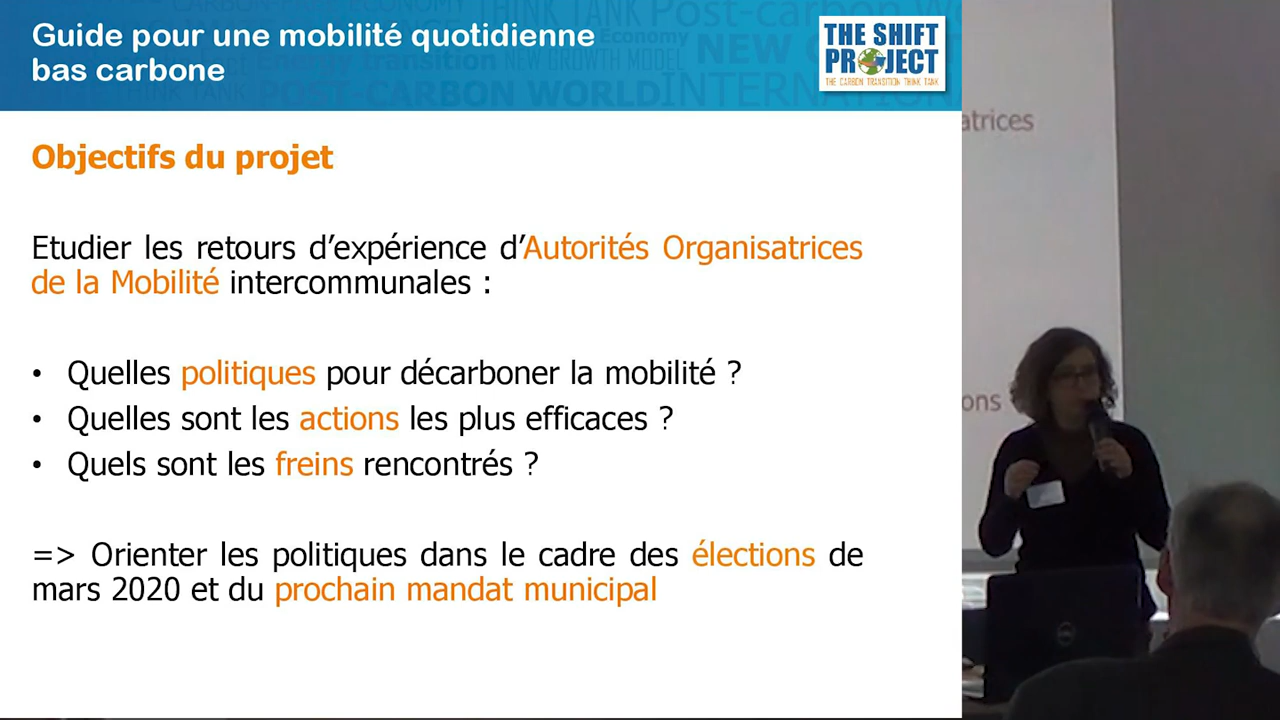 Guide pour une mobilité quotidienne
bas carbone
THE SHIFT
PROJECT
THE CARBON TRANSITION THINK TANK
Objectifs du projet
Etudier les retours d’expérience d’Autorités Organisatrices
de la Mobilité intercommunales :
• Quelles politiques pour décarboner la mobilité ?
• Quelles sont les actions les plus efficaces ?
• Quels sont les freins rencontrés ?
=> Orienter les politiques dans le cadre des élections de
mars 2020 et du prochain mandat municipal
atrices
ons